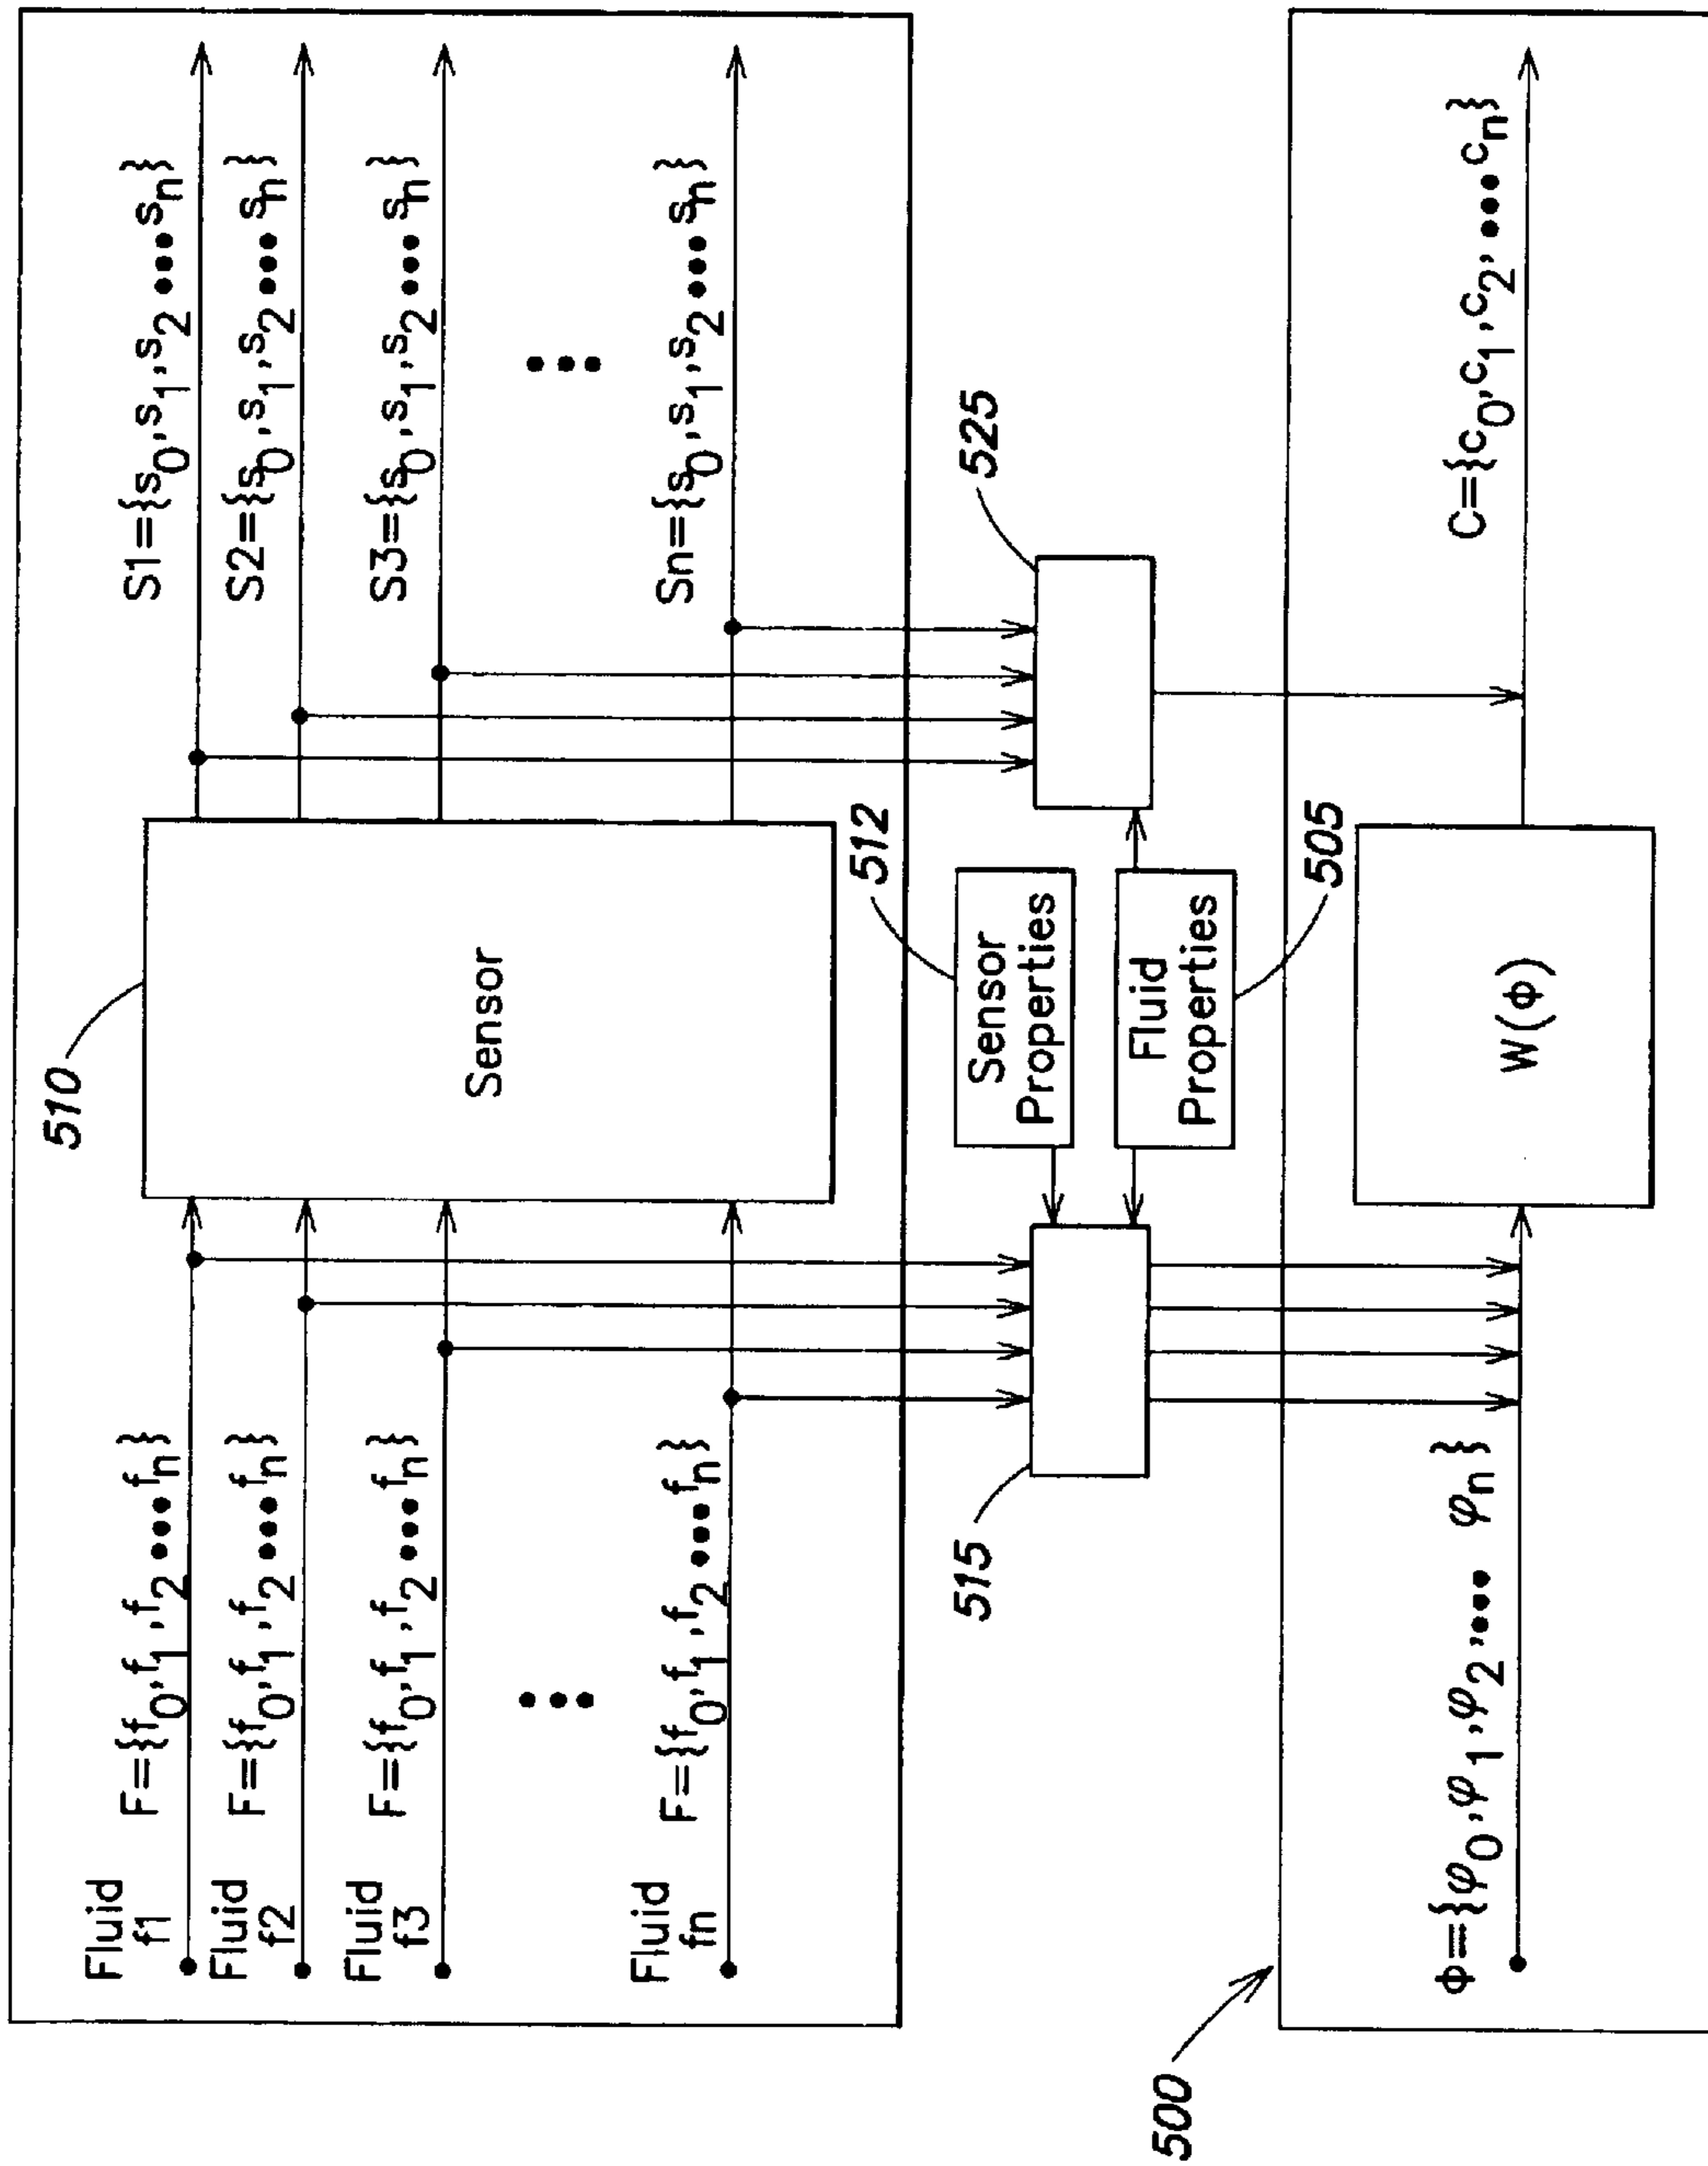 Fluid
f1
F={f₀,f₁,f₂•••fₙ}
Fluid
f2
F={f₀,f₁,f₂•••fₙ}
Fluid
f3
F={f₀,f₁,f₂•••fₙ}
•••
Fluid
fn
F={f₀,f₁,f₂•••fₙ}
510
Sensor
S1={s₀,s₁,s₂•••sₙ}
S2={s₀,s₁,s₂•••sₙ}
S3={s₀,s₁,s₂•••sₙ}
•••
Sn={s₀,s₁,s₂•••sₙ}
515
512
Sensor
Properties
Fluid
Properties
505
525
500
ϕ={φ₀,φ₁,φ₂,••• φₙ}
W(ϕ)
C={c₀,c₁,c₂,•••cₙ}